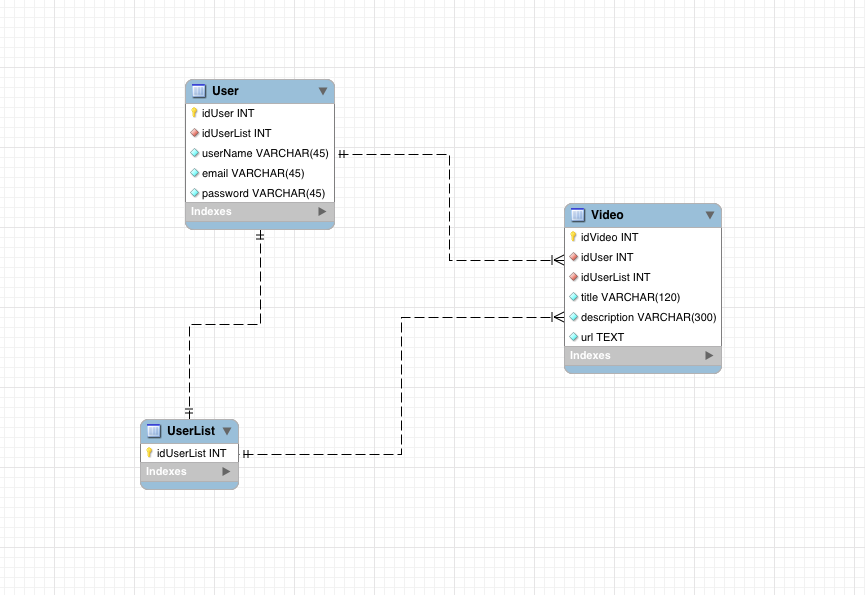 User
idUser INT
idUserList INT
userName VARCHAR(45)
email VARCHAR(45)
password VARCHAR(45)
Indexes
Video
idVideo INT
idUser INT
idUserList INT
title VARCHAR(120)
description VARCHAR(300)
url TEXT
Indexes
UserList
idUserList INT
Indexes